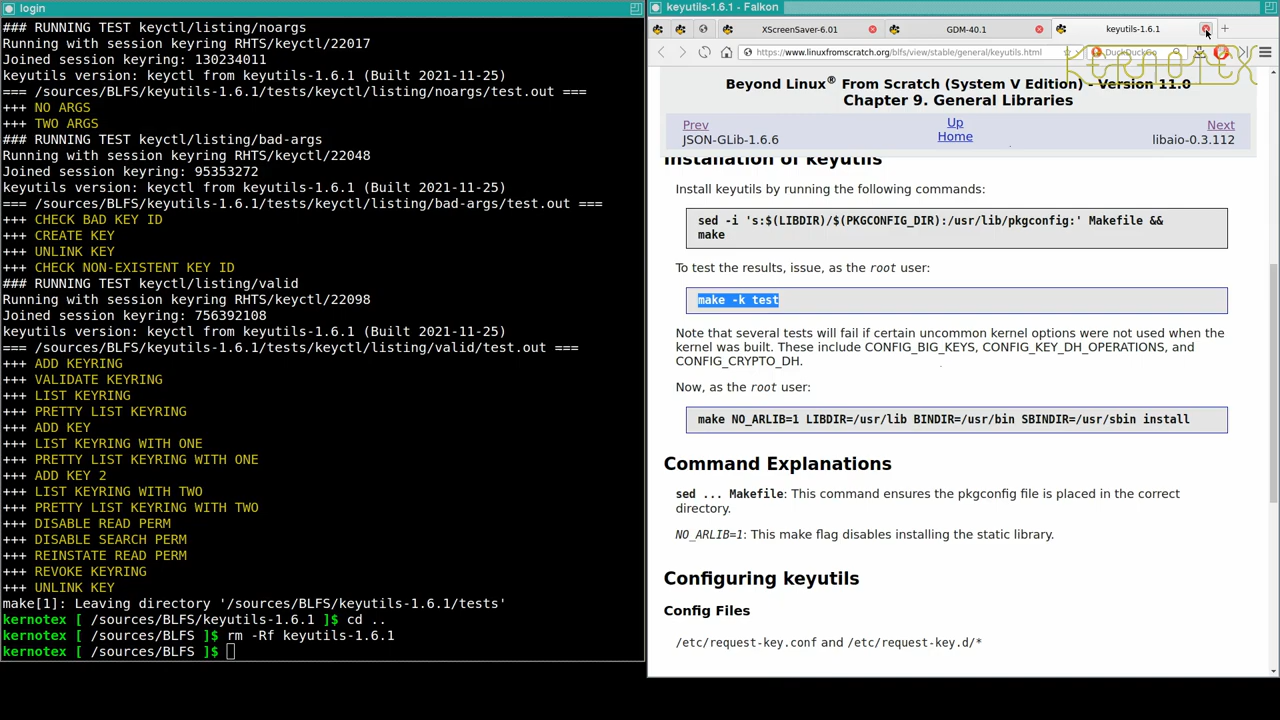 login
### RUNNING TEST keyctl/listing/noargs
Running with session keyring RHTS/keyctl/22017
Joined session keyring: 130234011
keyutils version: keyctl from keyutils-1.6.1 (Built 2021-11-25)
=== /sources/BLFS/keyutils-1.6.1/tests/keyctl/listing/noargs/test.out ===
+++ NO ARGS
+++ TWO ARGS
### RUNNING TEST keyctl/listing/bad-args
Running with session keyring RHTS/keyctl/22048
Joined session keyring: 95353272
keyutils version: keyctl from keyutils-1.6.1 (Built 2021-11-25)
=== /sources/BLFS/keyutils-1.6.1/tests/keyctl/listing/bad-args/test.out ===
+++ CHECK BAD KEY ID
+++ CREATE KEY
+++ UNLINK KEY
+++ CHECK NON-EXISTENT KEY ID
### RUNNING TEST keyctl/listing/valid
Running with session keyring RHTS/keyctl/22098
Joined session keyring: 756392108
keyutils version: keyctl from keyutils-1.6.1 (Built 2021-11-25)
=== /sources/BLFS/keyutils-1.6.1/tests/keyctl/listing/valid/test.out ===
+++ ADD KEYRING
+++ VALIDATE KEYRING
+++ LIST KEYRING
+++ PRETTY LIST KEYRING
+++ ADD KEY
+++ LIST KEYRING WITH ONE
+++ PRETTY LIST KEYRING WITH ONE
+++ ADD KEY 2
+++ LIST KEYRING WITH TWO
+++ PRETTY LIST KEYRING WITH TWO
+++ DISABLE READ PERM
+++ DISABLE SEARCH PERM
+++ REINSTATE READ PERM
+++ REVOKE KEYRING
+++ UNLINK KEY
make[1]: Leaving directory '/sources/BLFS/keyutils-1.6.1/tests'
kernotex [ /sources/BLFS/keyutils-1.6.1 ]$ cd ..
kernotex [ /sources/BLFS ]$ rm -Rf keyutils-1.6.1
kernotex [ /sources/BLFS ]$
keyutils-1.6.1 - Falkon
XScreenSaver-6.01
GDM-40.1
keyutils-1.6.1
https://www.linuxfromscratch.org/blfs/view/stable/general/keyutils.html
DuckDuckGo
KERNOTEX
Beyond Linux® From Scratch (System V Edition) - Version 11.0
Chapter 9. General Libraries
Prev
Up
Next
JSON-GLib-1.6.6
Home
libaio-0.3.112
Installation of keyutils
Install keyutils by running the following commands:
sed -i 's:$(LIBDIR)/$(PKGCONFIG_DIR):/usr/lib/pkgconfig:' Makefile &&
make
To test the results, issue, as the root user:
make -k test
Note that several tests will fail if certain uncommon kernel options were not used when the
kernel was built. These include CONFIG_BIG_KEYS, CONFIG_KEY_DH_OPERATIONS, and
CONFIG_CRYPTO_DH.
Now, as the root user:
make NO_ARLIB=1 LIBDIR=/usr/lib BINDIR=/usr/bin SBINDIR=/usr/sbin install
Command Explanations
sed ... Makefile: This command ensures the pkgconfig file is placed in the correct
directory.
NO_ARLIB=1: This make flag disables installing the static library.
Configuring keyutils
Config Files
/etc/request-key.conf and /etc/request-key.d/*